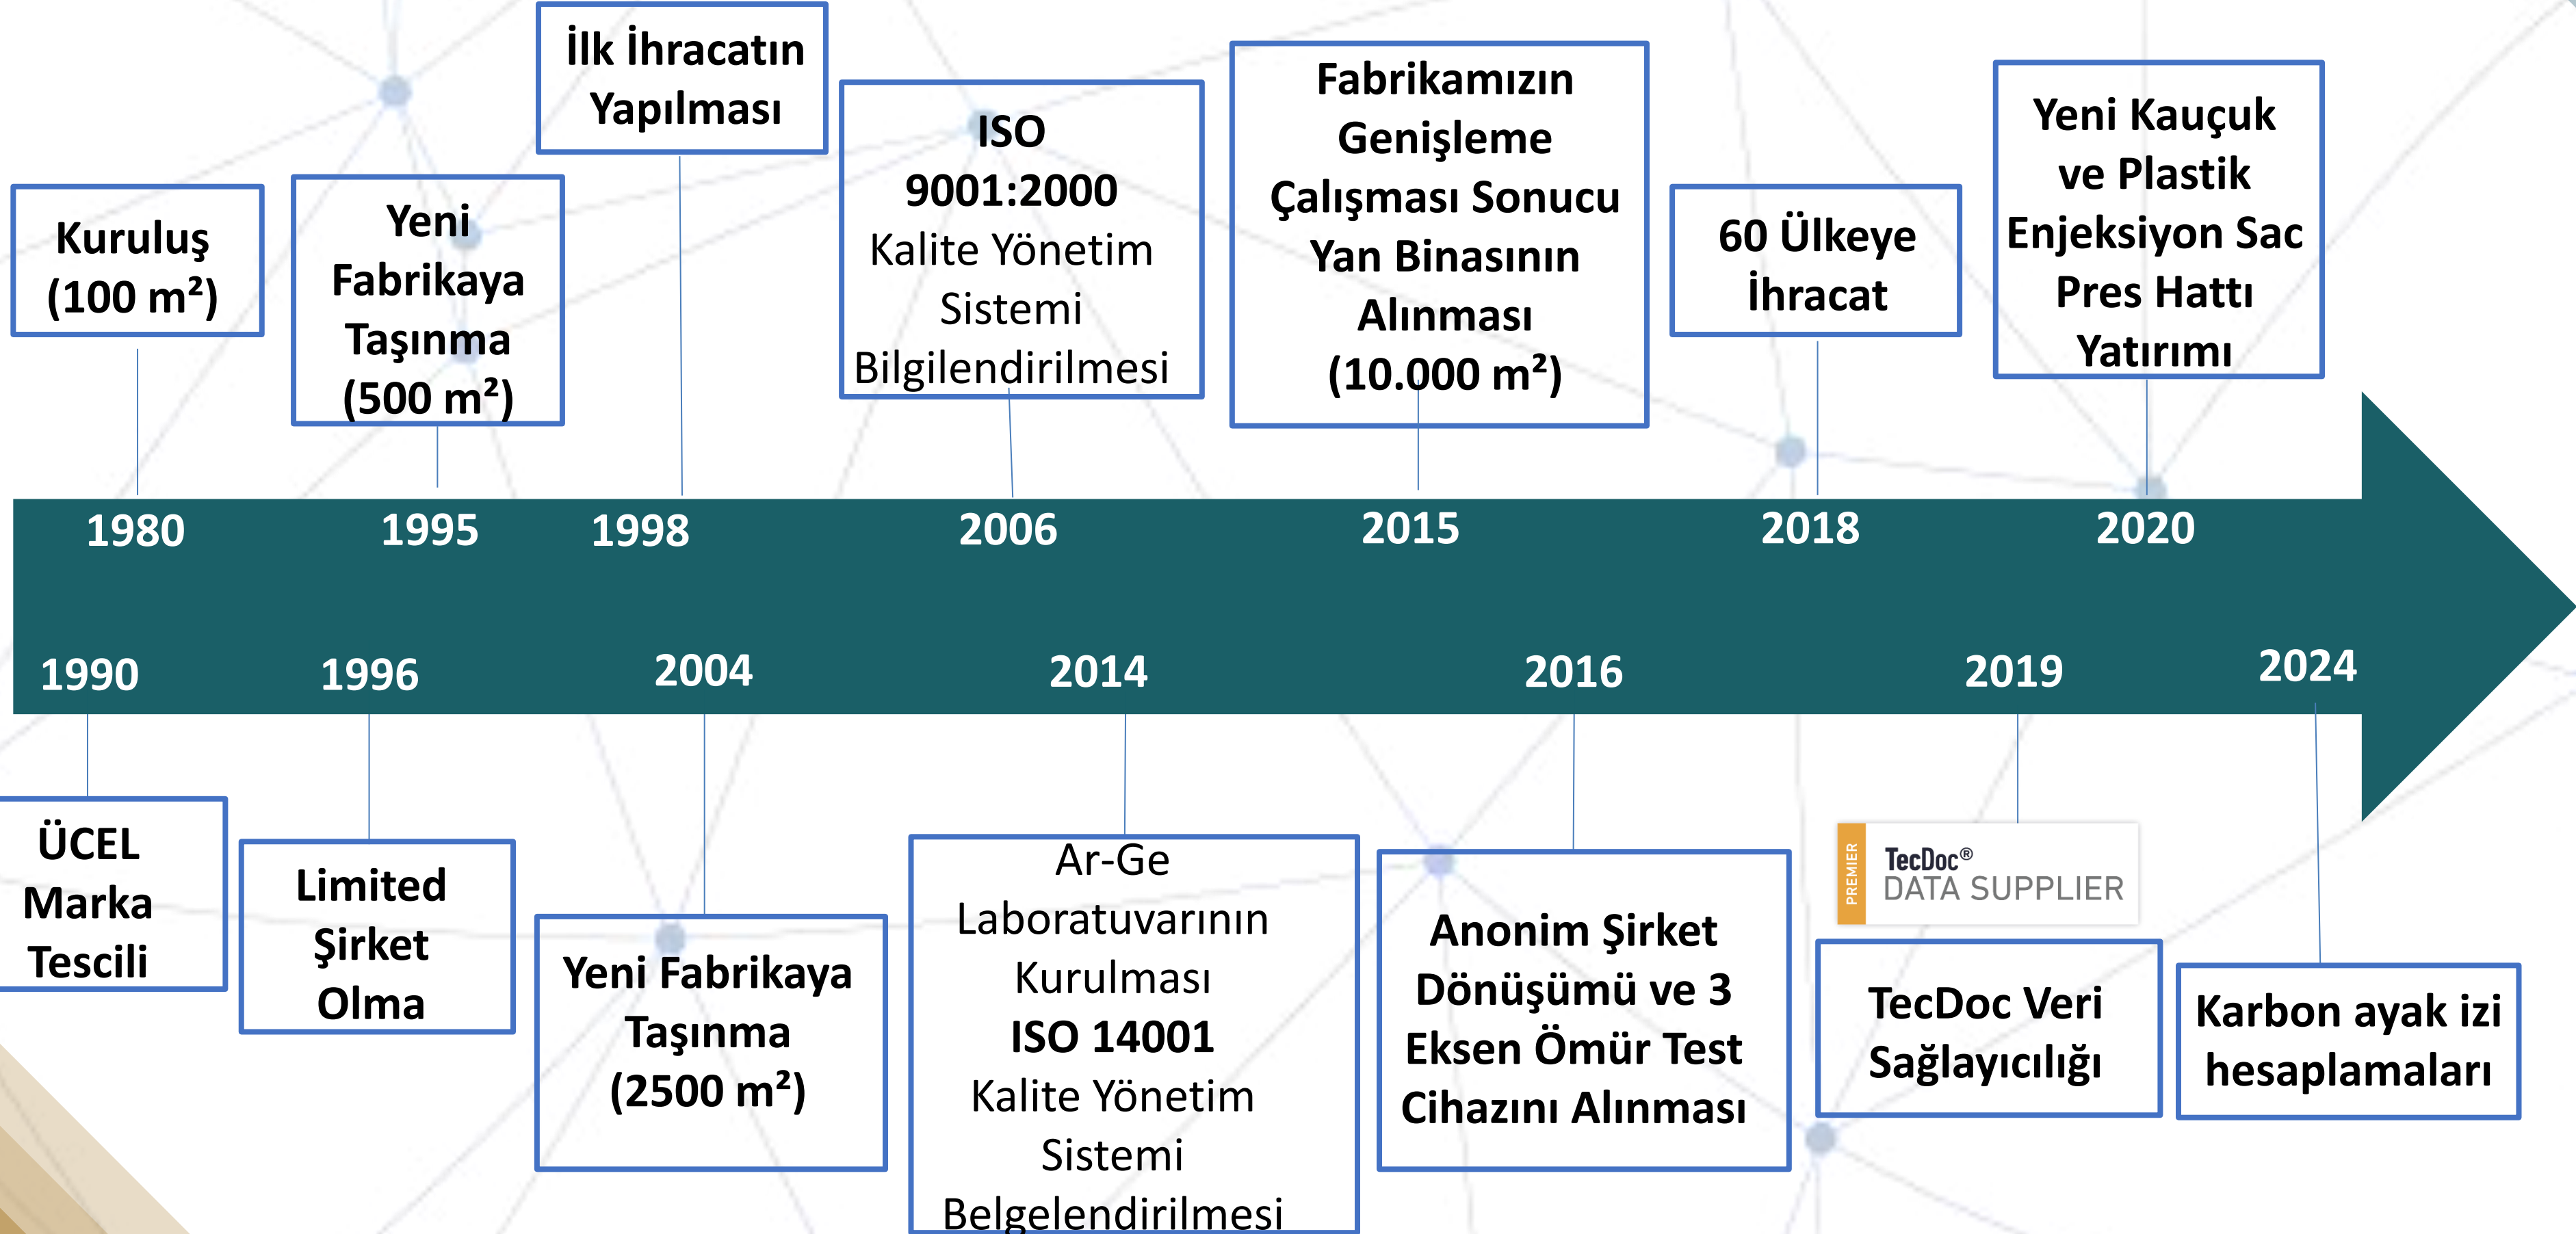 İlk İhracatın
Yapılması
Kuruluş
(100 m²)
Yeni
Fabrikaya
Taşınma
(500 m²)
ISO
9001:2000
Kalite Yönetim
Sistemi
Bilgilendirilmesi
Fabrikamızın
Genişleme
Çalışması Sonucu
Yan Binasının
Alınması
(10.000 m²)
60 Ülkeye
İhracat
Yeni Kauçuk
ve Plastik
Enjeksiyon Sac
Pres Hattı
Yatırımı
1980 1995 1998 2006 2015 2018 2020
1990 1996 2004 2014 2016 2019 2024
ÜCEL
Marka
Tescili
Limited
Şirket
Olma
Yeni Fabrikaya
Taşınma
(2500 m²)
Ar-Ge
Laboratuvarının
Kurulması
ISO 14001
Kalite Yönetim
Sistemi
Belgelendirilmesi
Anonim Şirket
Dönüşümü ve 3
Eksen Ömür Test
Cihazını Alınması
PREMIER
TecDoc®
DATA SUPPLIER
TecDoc Veri
Sağlayıcılığı
Karbon ayak izi
hesaplamaları